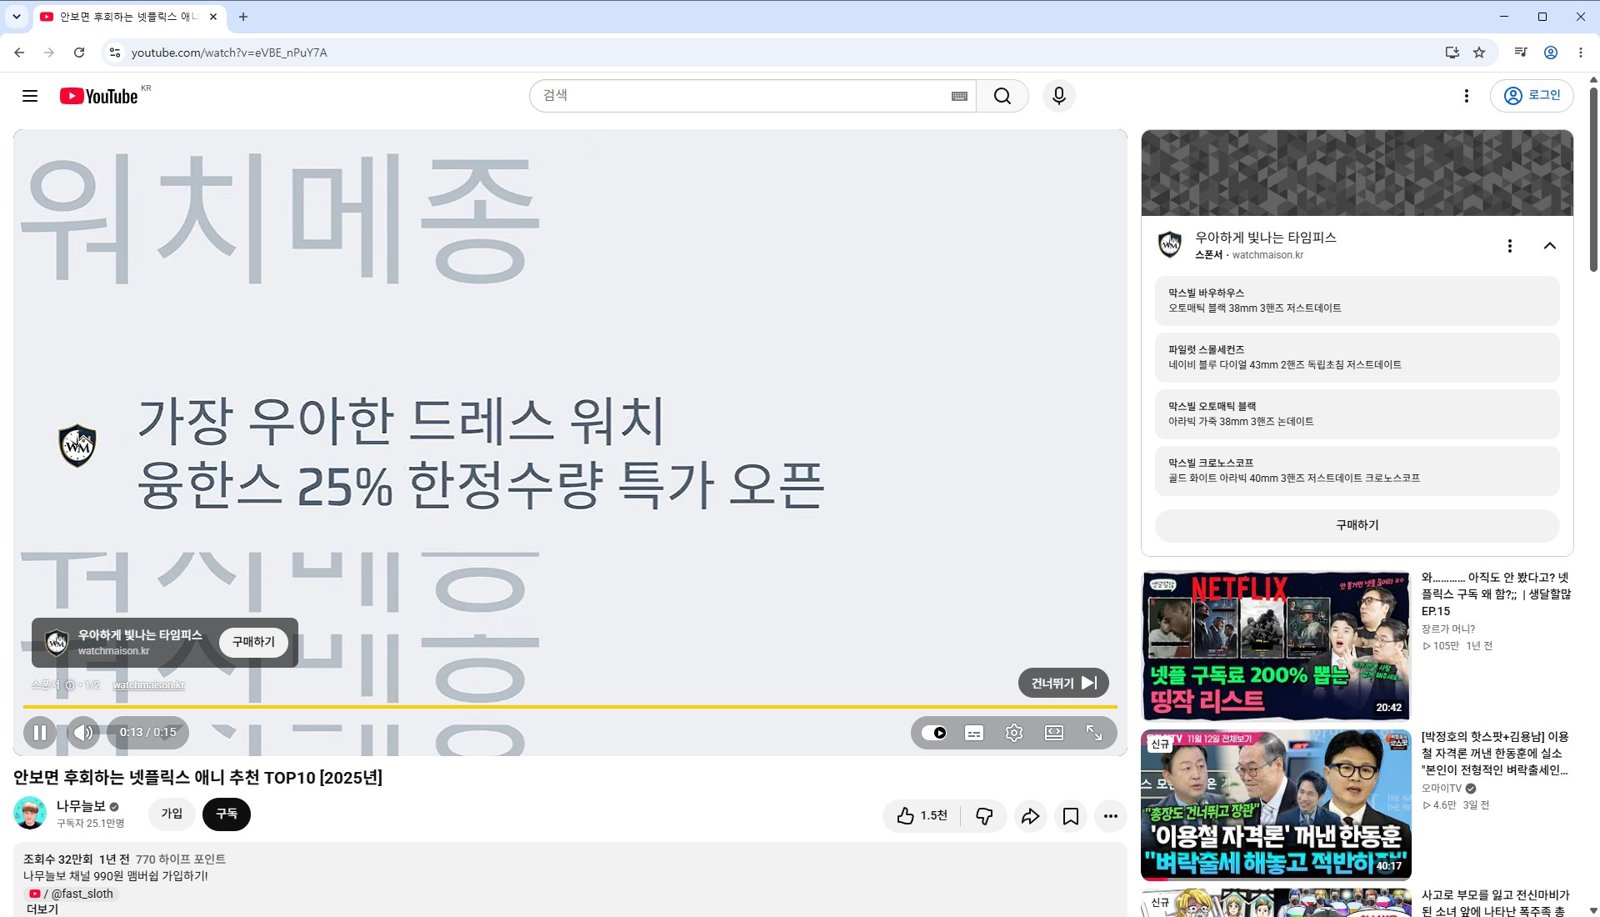 안보면 후회하는 넷플릭스 애니
youtube.com/watch?v=eVBE_nPuY7A
YouTube KR
검색
로그인
워치메종
가장 우아한 드레스 워치
융한스 25% 한정수량 특가 오픈
우아하게 빛나는 타임피스
watchmaison.kr
구매하기
스폰서 · 1/2 watchmaison.kr
건너뛰기
0:13 / 0:15
안보면 후회하는 넷플릭스 애니 추천 TOP10 [2025년]
나무늘보
구독자 25.1만명
가입
구독
1.5천
조회수 32만회 1년 전 770 하이프 포인트
나무늘보 채널 990원 맴버쉽 가입하기!
/ @fast_sloth
더보기
WM
우아하게 빛나는 타임피스
스폰서 · watchmaison.kr
막스빌 바우하우스
오토매틱 블랙 38mm 3핸즈 저스트데이트
파일럿 스몰세컨즈
네이비 블루 다이얼 43mm 2핸즈 독립초침 저스트데이트
막스빌 오토매틱 블랙
아라빅 가죽 38mm 3핸즈 논데이트
막스빌 크로노스코프
골드 화이트 아라빅 40mm 3핸즈 저스트데이트 크로노스코프
구매하기
NETFLIX
넷플 구독료 200% 뽑는
띵작 리스트
20:42
와............ 아직도 안 봤다고? 넷
플릭스 구독 왜 함?;; | 생달할많
EP.15
장르가 머니?
105만 1년 전
신규
TV 11월 12일 전체보기
"총장도 건너뛰고 장관"
'이용철 자격론' 꺼낸 한동훈
"벼락출세 해놓고 적반하장"
40:17
[박정호의 핫스팟+김용남] 이용
철 자격론 꺼낸 한동훈에 실소
"본인이 전형적인 벼락출세인...
오마이TV
4.6만 3일 전
신규
사고로 부모를 잃고 전신마비가
된 소녀 앞에 나타난 폭주족 총